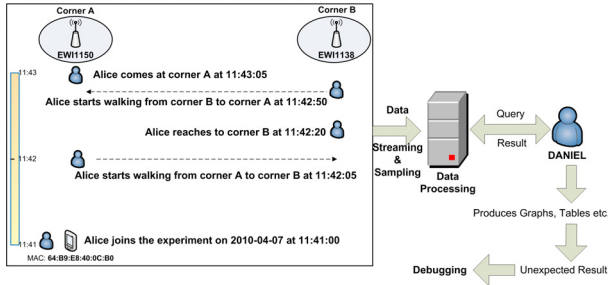 Corner A
Corner B
EWI1150
EWI1138
11:43
Alice comes at corner A at 11:43:05
Alice starts walking from corner B to corner A at 11:42:50
Alice reaches to corner B at 11:42:20
11:42
Alice starts walking from corner A to corner B at 11:42:05
11:41
Alice joins the experiment on 2010-04-07 at 11:41:00
MAC: 64:B9:E8:40:0C:B0
Data
Streaming
&
Sampling
Data
Processing
Query
Result
DANIEL
Produces Graphs, Tables etc.
Unexpected Result
Debugging